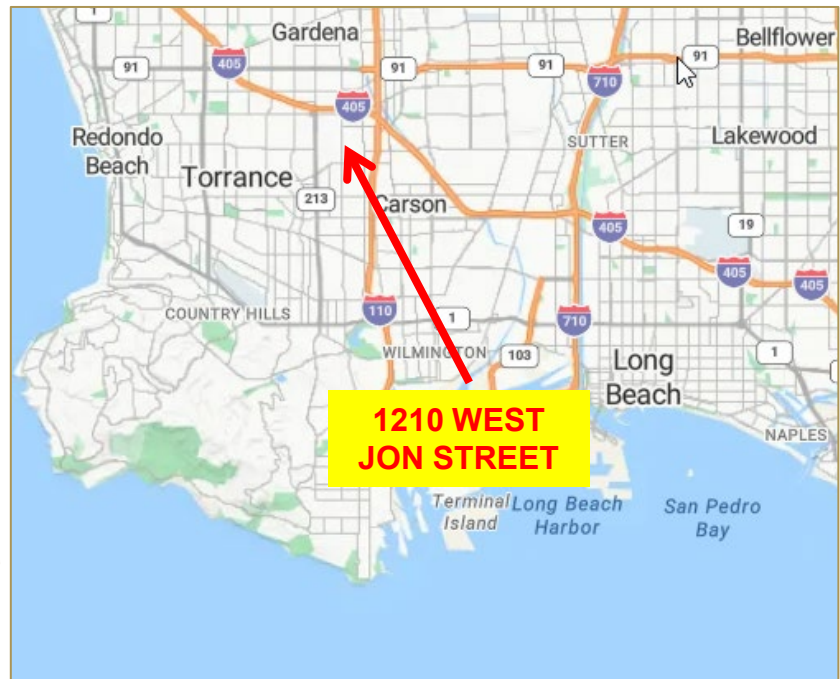 1
Gardena
Bellflower
91
405
91
91
710
405
Redondo
Beach
SUTTER
Lakewood
Torrance
213
Carson
19
405
405
405
COUNTRY HILLS
110
1
710
WILMINGTON
103
Long
Beach
1
1210 WEST
JON STREET
NAPLES
Terminal
Island
Long Beach
Harbor
San Pedro
Bay